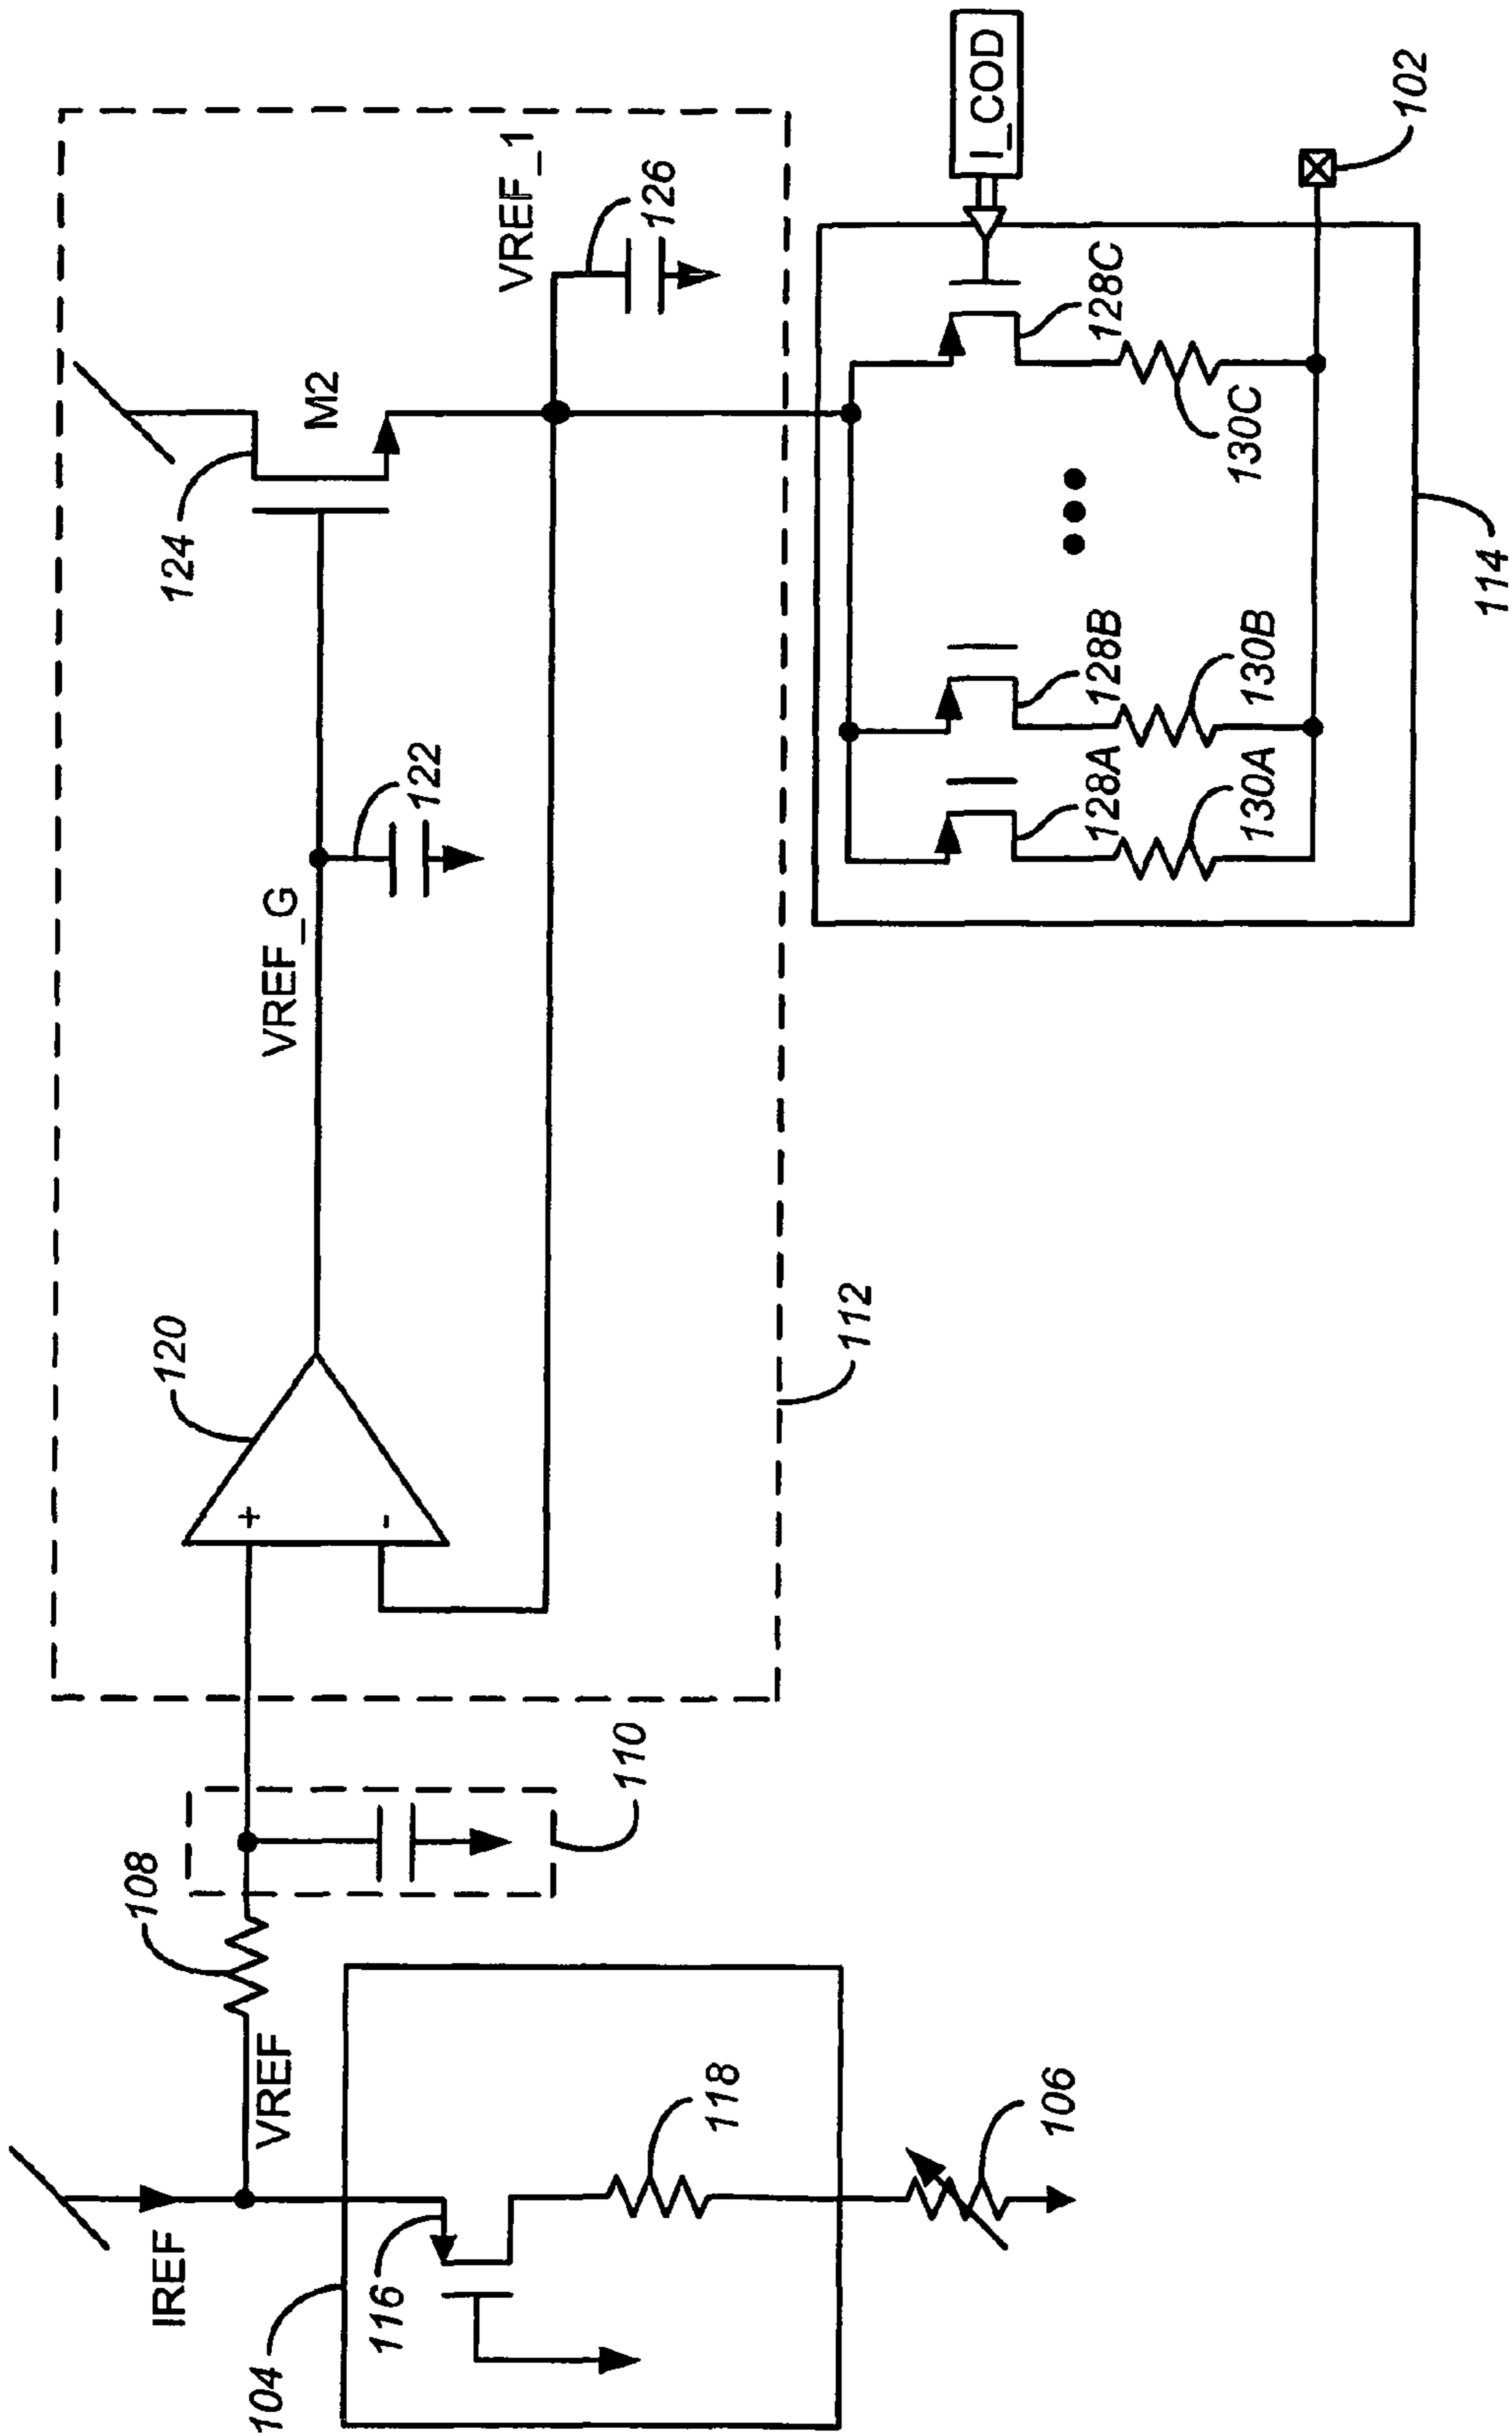 IREF
VREF
104
116
118
106
108
110
120
+
-
112
VREF_G
122
124
M2
VREF_1
126
I_COD
102
128A
130A
128B
130B
128C
130C
114